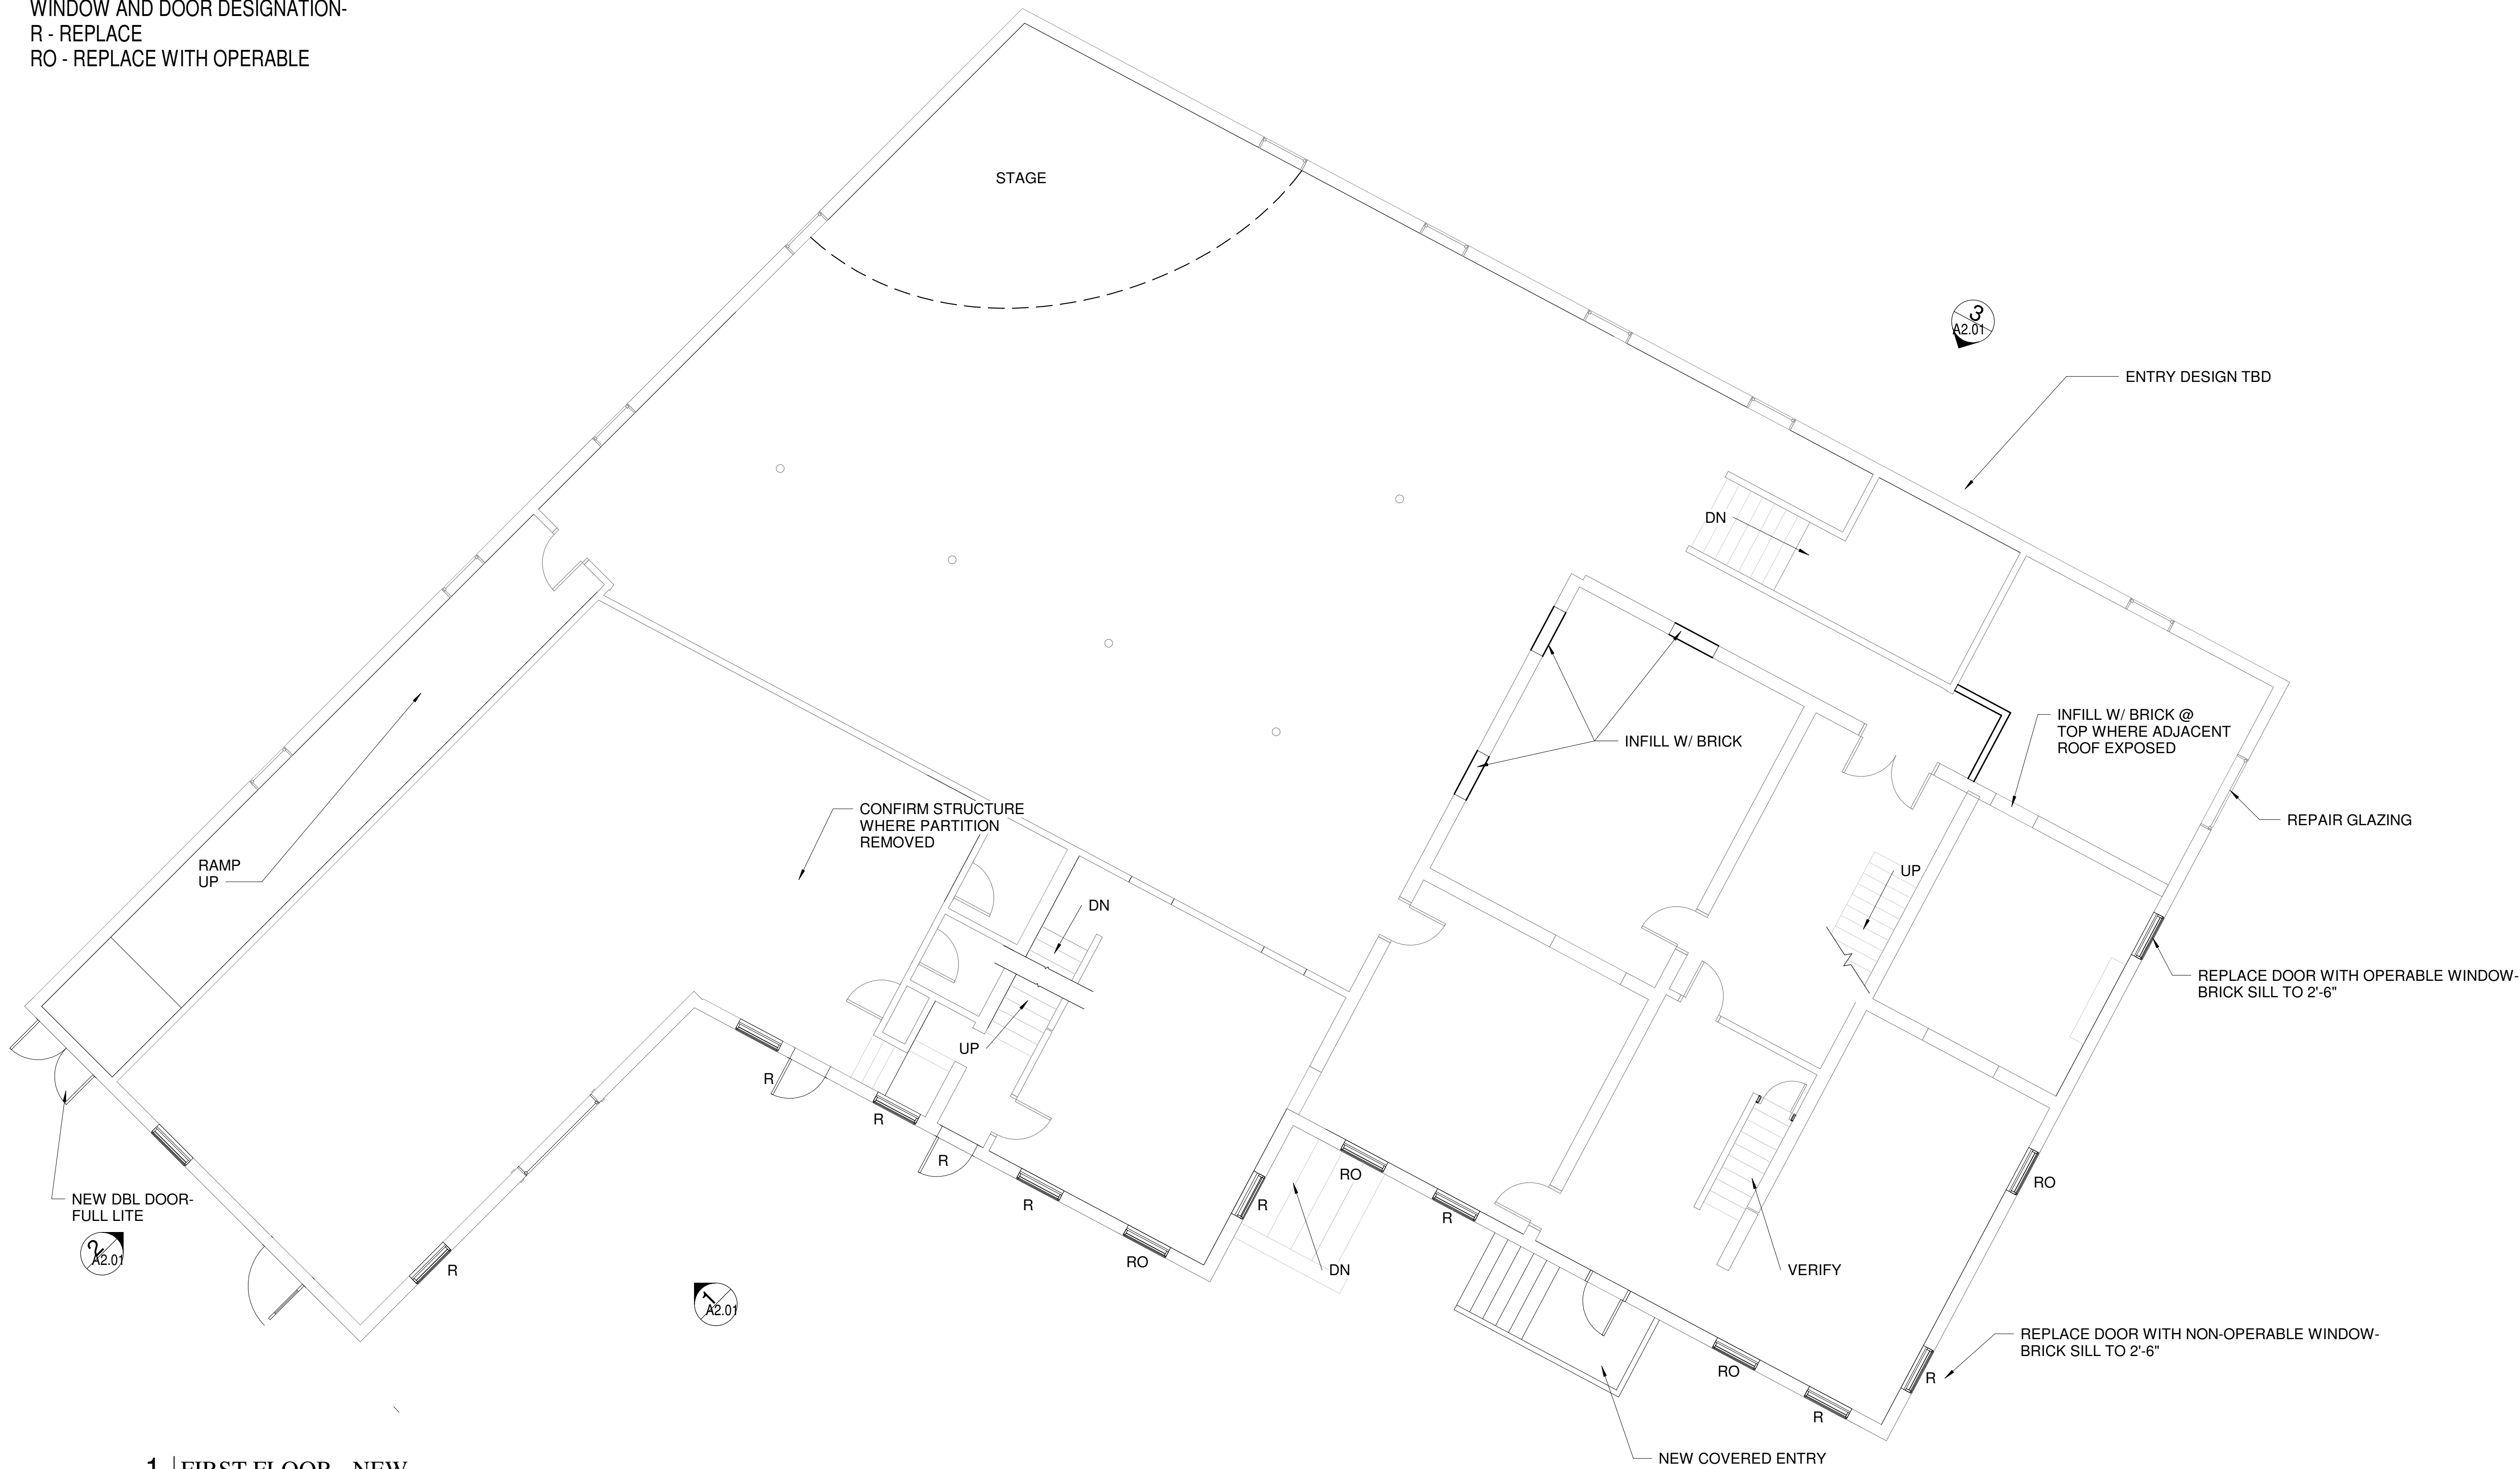 WINDOW AND DOOR DESIGNATION-
R - REPLACE
RO - REPLACE WITH OPERABLE
STAGE
3
A2.01
ENTRY DESIGN TBD
DN
INFILL W/ BRICK
INFILL W/ BRICK @
TOP WHERE ADJACENT
ROOF EXPOSED
REPAIR GLAZING
CONFIRM STRUCTURE
WHERE PARTITION
REMOVED
RAMP
UP
UP
DN
REPLACE DOOR WITH OPERABLE WINDOW-
BRICK SILL TO 2'-6"
UP
R
R
R
RO
RO
R
R
R
NEW DBL DOOR-
FULL LITE
2
A2.01
RO
R
DN
VERIFY
1
A2.01
REPLACE DOOR WITH NON-OPERABLE WINDOW-
BRICK SILL TO 2'-6"
RO
R
R
NEW COVERED ENTRY
1 FIRST FLOOR - NEW